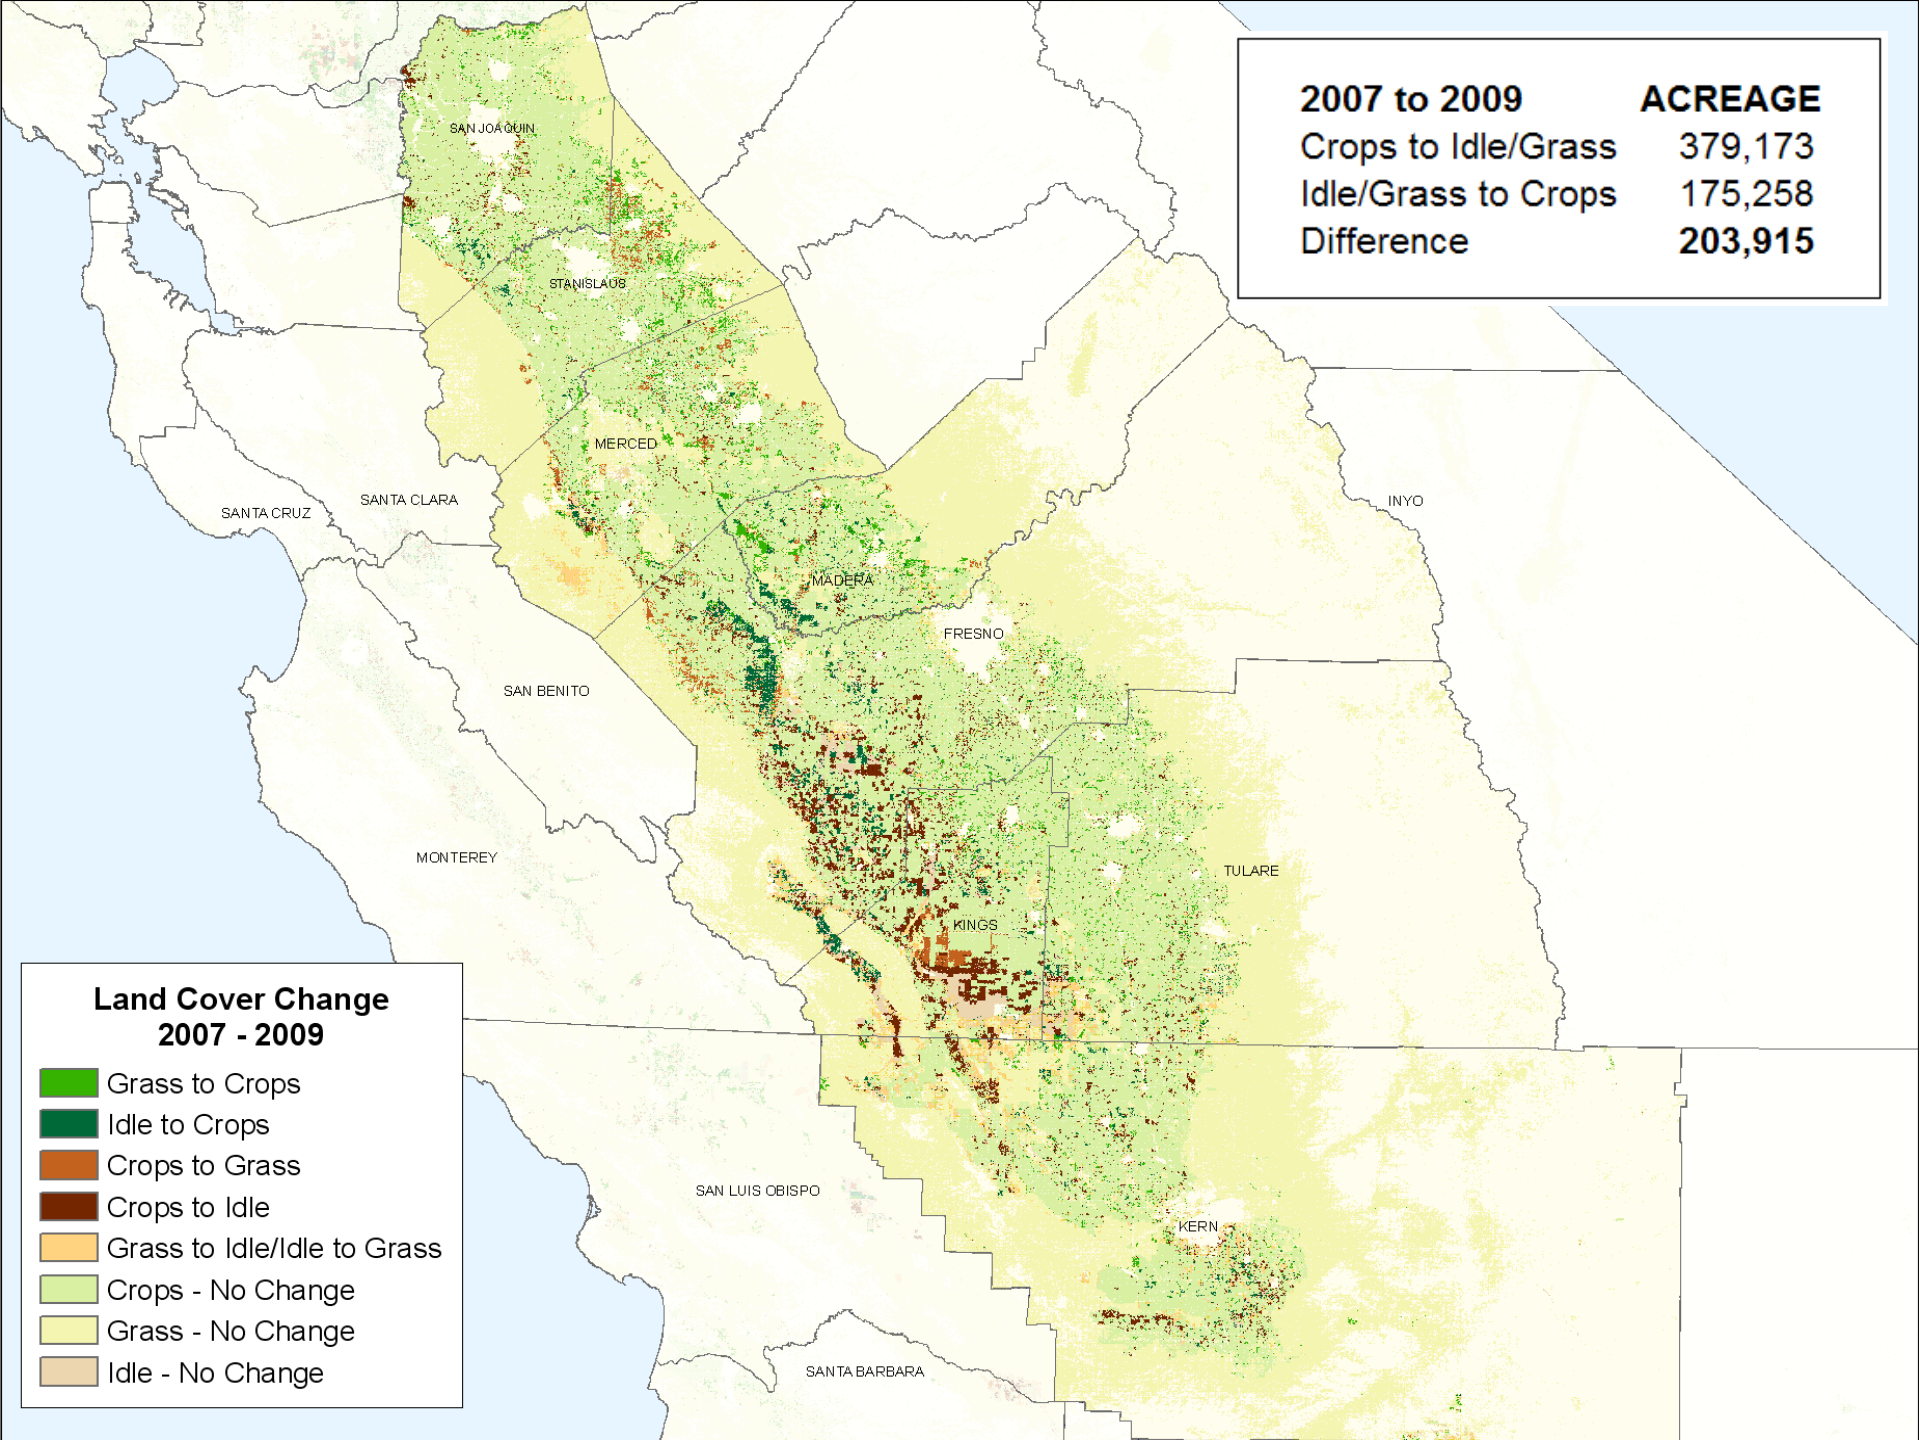 2007 to 2009 ACREAGE
Crops to Idle/Grass 379,173
Idle/Grass to Crops 175,258
Difference 203,915
SAN JOAQUIN
STANISLAUS
MERCED
SANTA CLARA
SANTA CRUZ
INYO
MADERA
FRESNO
SAN BENITO
MONTEREY
TULARE
KINGS
SAN LUIS OBISPO
KERN
SANTA BARBARA
Land Cover Change
2007 - 2009
Grass to Crops
Idle to Crops
Crops to Grass
Crops to Idle
Grass to Idle/Idle to Grass
Crops - No Change
Grass - No Change
Idle - No Change